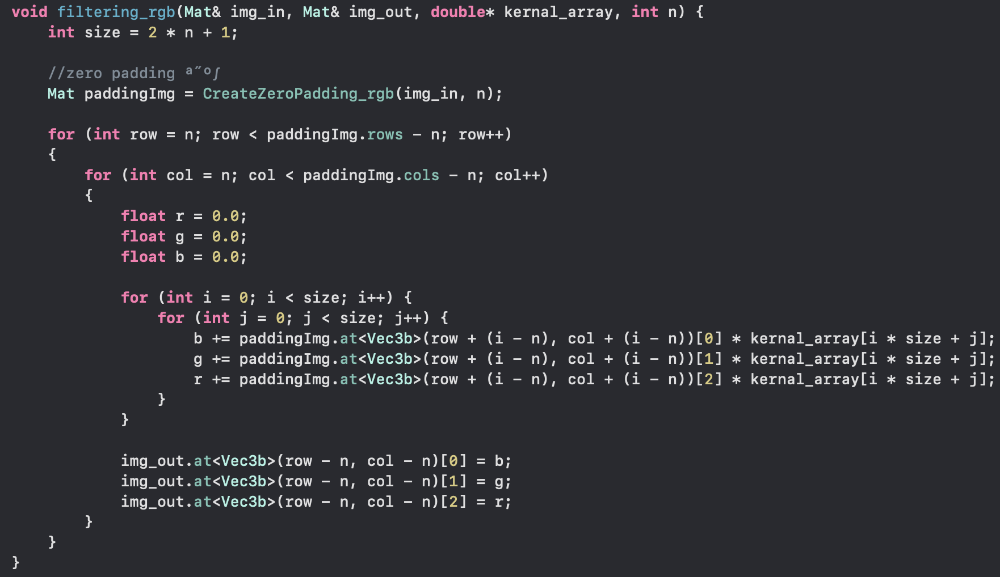 void filtering_rgb(Mat& img_in, Mat& img_out, double* kernal_array, int n) {
    int size = 2 * n + 1;

    //zero padding ª˝º∫
    Mat paddingImg = CreateZeroPadding_rgb(img_in, n);

    for (int row = n; row < paddingImg.rows - n; row++)
    {
        for (int col = n; col < paddingImg.cols - n; col++)
        {
            float r = 0.0;
            float g = 0.0;
            float b = 0.0;

            for (int i = 0; i < size; i++) {
                for (int j = 0; j < size; j++) {
                    b += paddingImg.at<Vec3b>(row + (i - n), col + (i - n))[0] * kernal_array[i * size + j];
                    g += paddingImg.at<Vec3b>(row + (i - n), col + (i - n))[1] * kernal_array[i * size + j];
                    r += paddingImg.at<Vec3b>(row + (i - n), col + (i - n))[2] * kernal_array[i * size + j];
                }
            }

            img_out.at<Vec3b>(row - n, col - n)[0] = b;
            img_out.at<Vec3b>(row - n, col - n)[1] = g;
            img_out.at<Vec3b>(row - n, col - n)[2] = r;
        }
    }
}